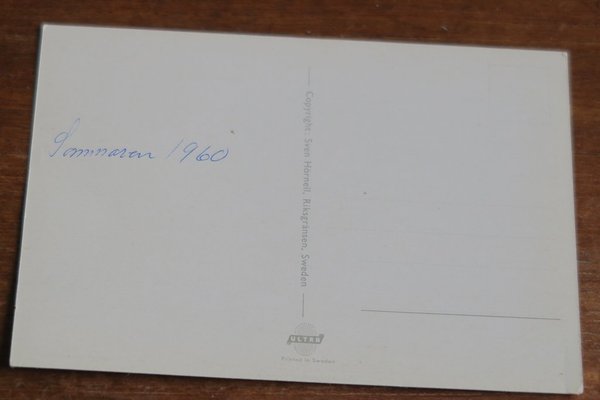 Sommaren 1960
Copyright: Sven Hörnell, Riksgränsen, Sweden
ULTRA
Printed in Sweden